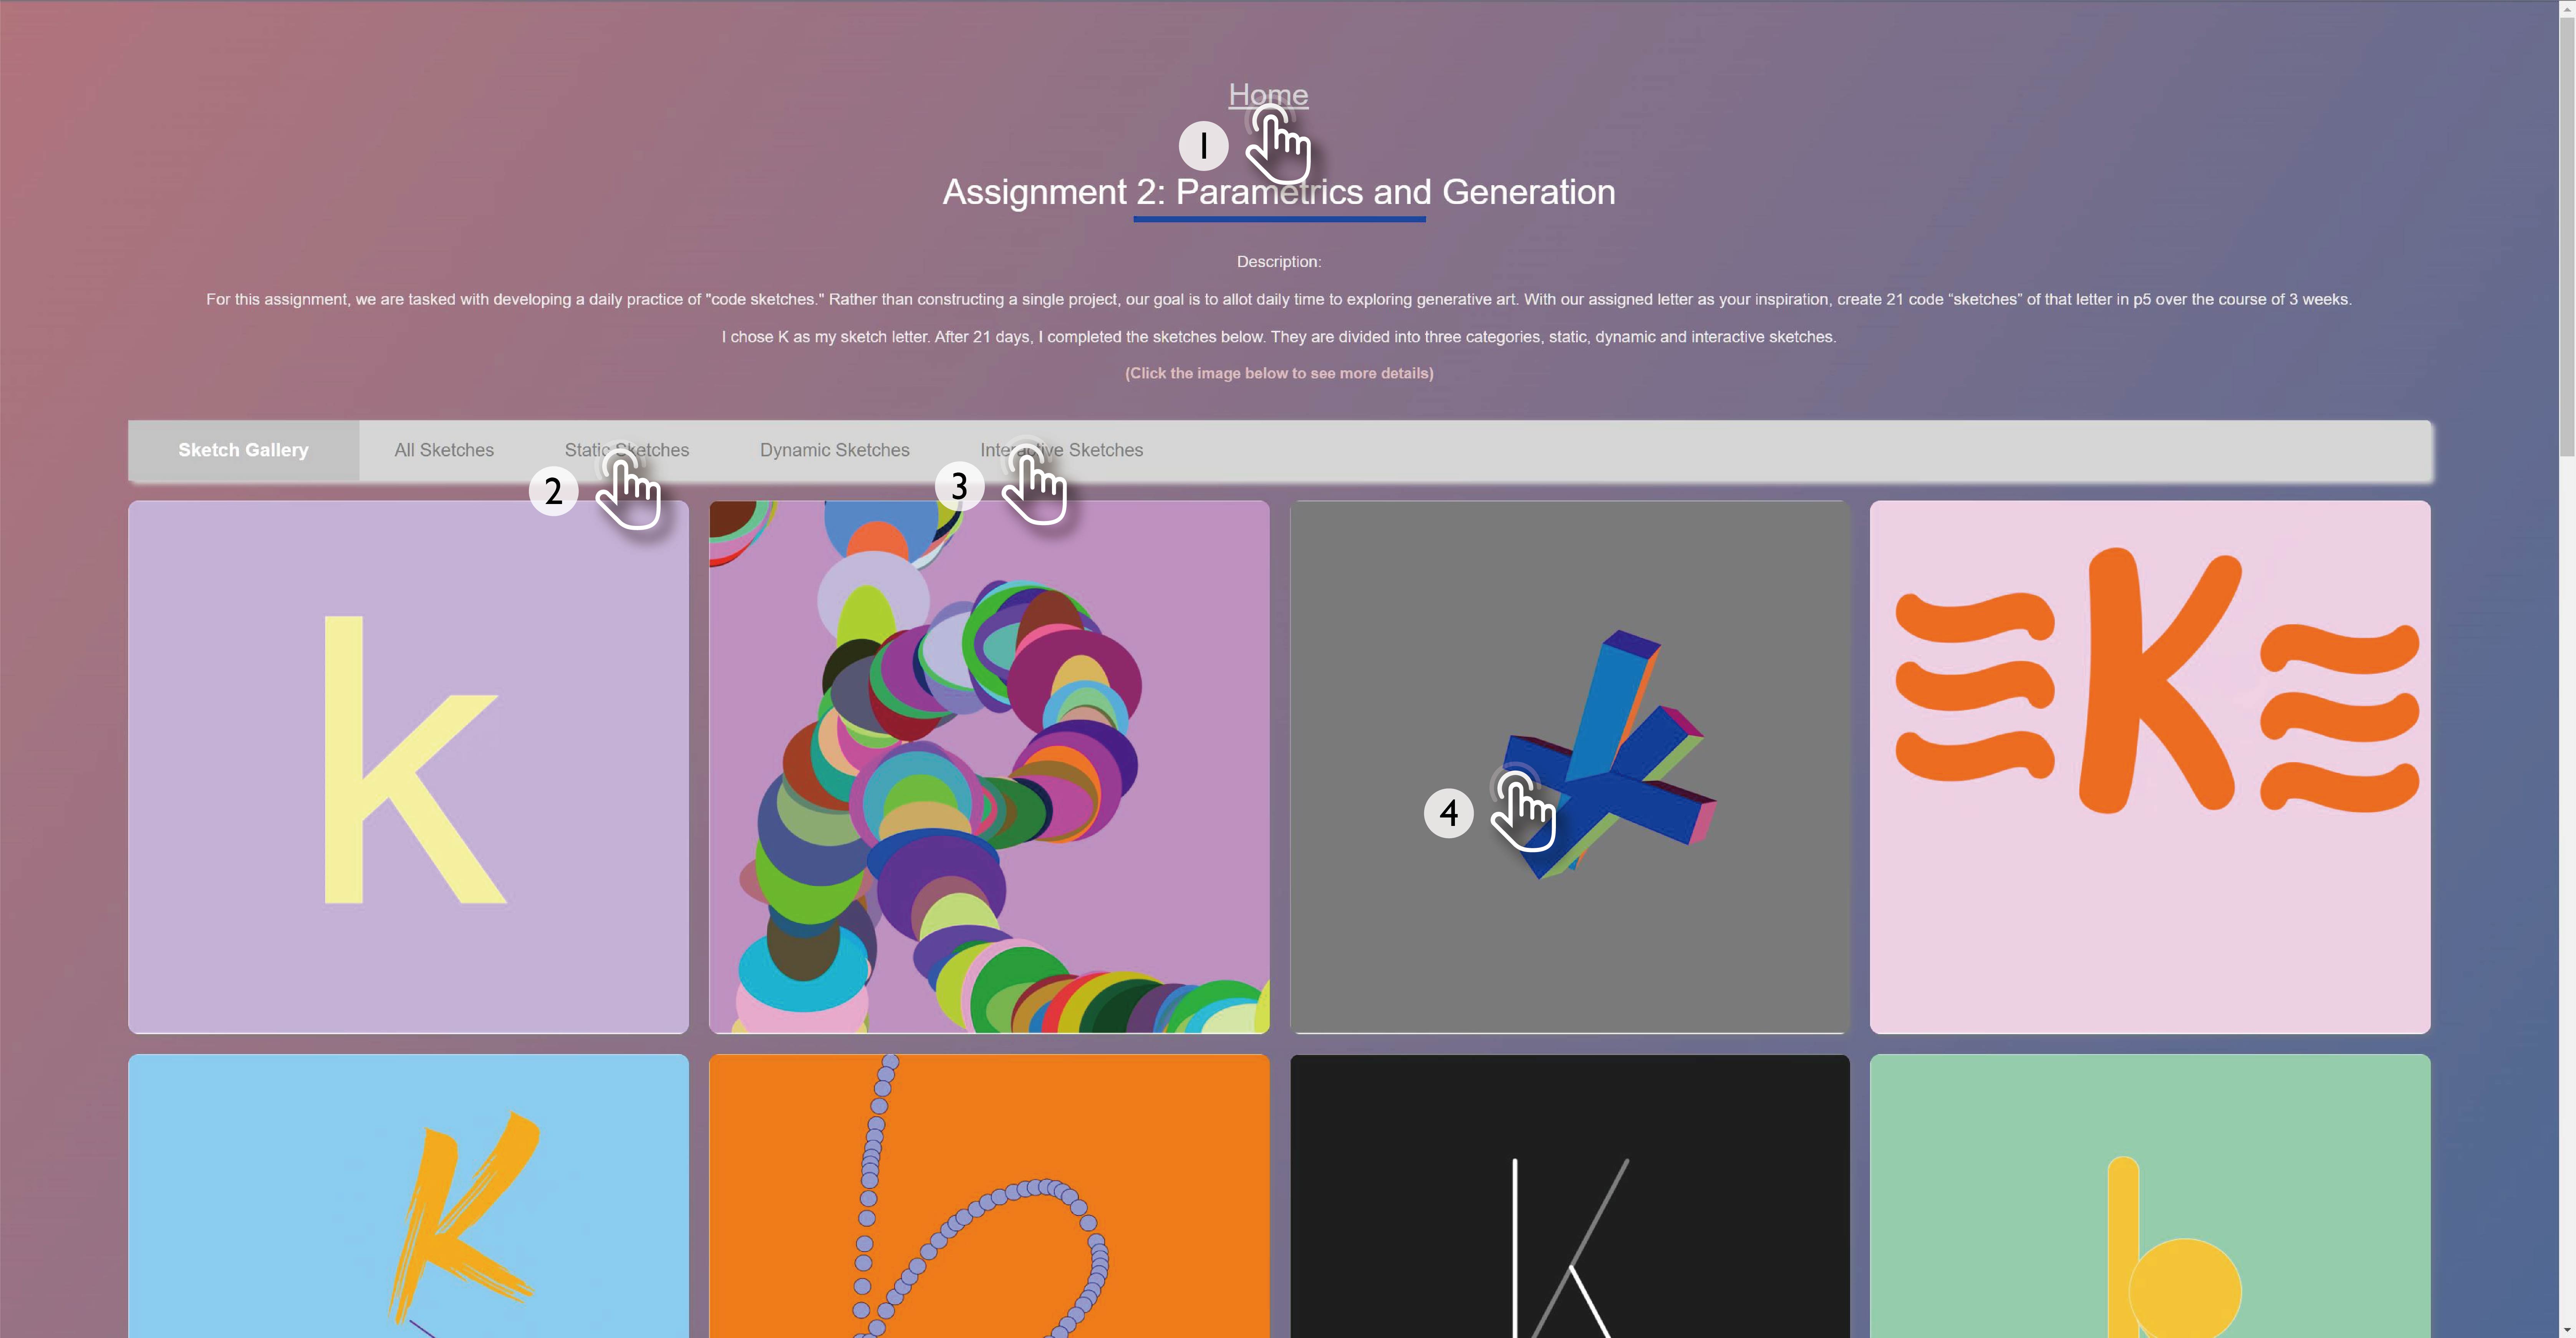 Home
1
Assignment 2: Parametrics and Generation
Description:
For this assignment, we are tasked with developing a daily practice of "code sketches." Rather than constructing a single project, our goal is to allot daily time to exploring generative art. With our assigned letter as your inspiration, create 21 code “sketches” of that letter in p5 over the course of 3 weeks.
I chose K as my sketch letter. After 21 days, I completed the sketches below. They are divided into three categories, static, dynamic and interactive sketches.
(Click the image below to see more details)
Sketch Gallery All Sketches Static Sketches Dynamic Sketches Interactive Sketches
2 3
k
K
4
K
k